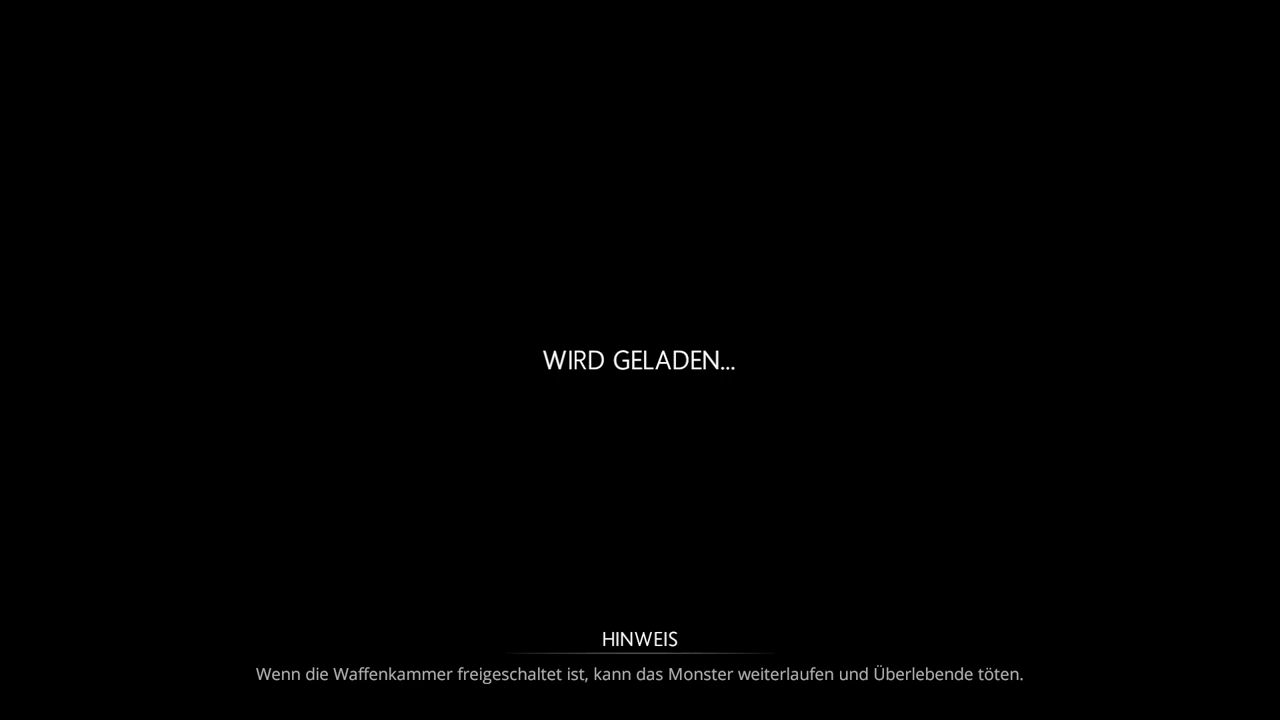 WIRD GELADEN...
HINWEIS
Wenn die Waffenkammer freigeschaltet ist, kann das Monster weiterlaufen und Überlebende töten.